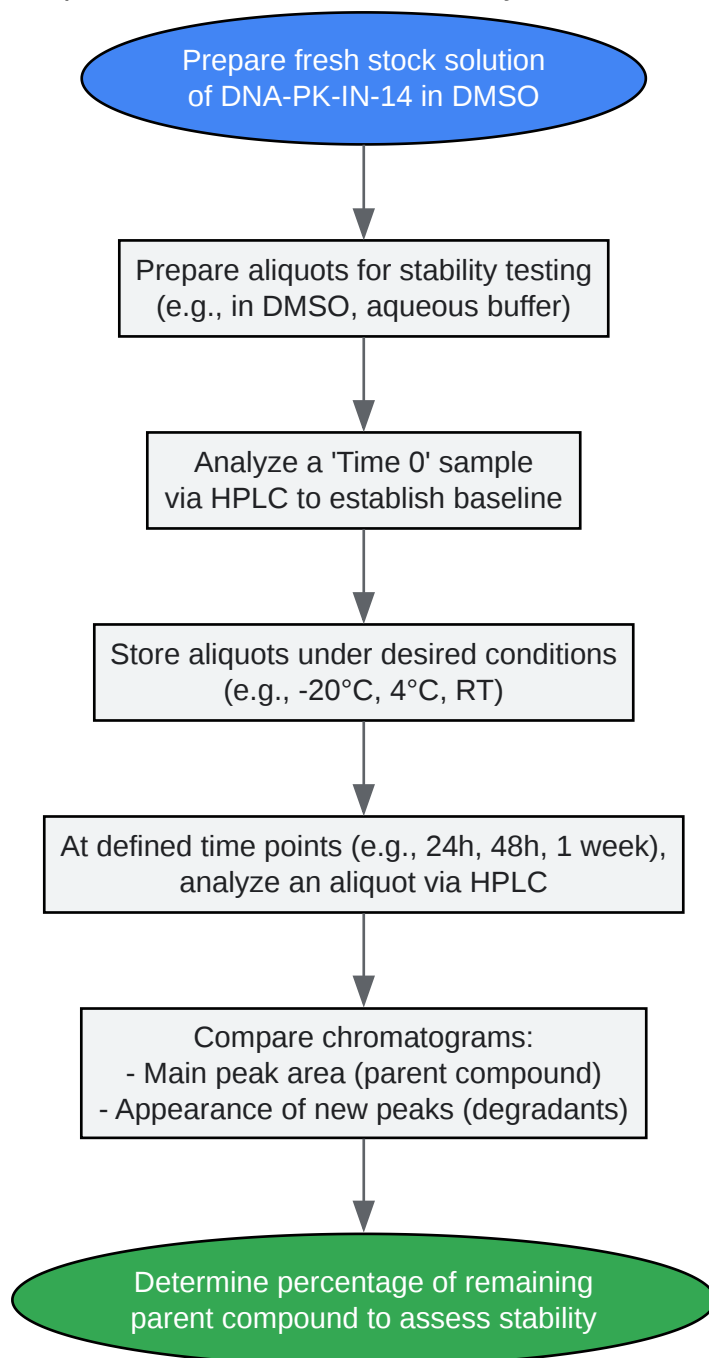 Prepare fresh stock solution
of DNA-PK-IN-14 in DMSO
Prepare aliquots for stability testing
(e.g., in DMSO, aqueous buffer)
Analyze a 'Time 0' sample
via HPLC to establish baseline
Store aliquots under desired conditions
(e.g., -20°C, 4°C, RT)
At defined time points (e.g., 24h, 48h, 1 week),
analyze an aliquot via HPLC
Compare chromatograms:
- Main peak area (parent compound)
- Appearance of new peaks (degradants)
Determine percentage of remaining
parent compound to assess stability